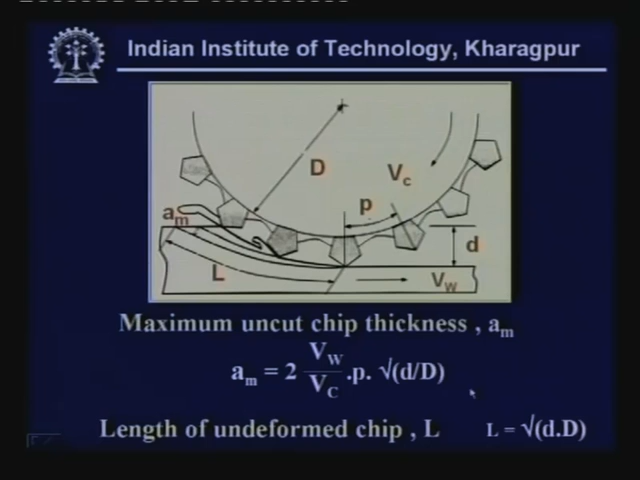 Indian Institute of Technology, Kharagpur
D
Vc
p
am
d
L
Vw
Maximum uncut chip thickness , am
am = 2 VW/VC .p. √(d/D)
Length of undeformed chip , L L = √(d.D)